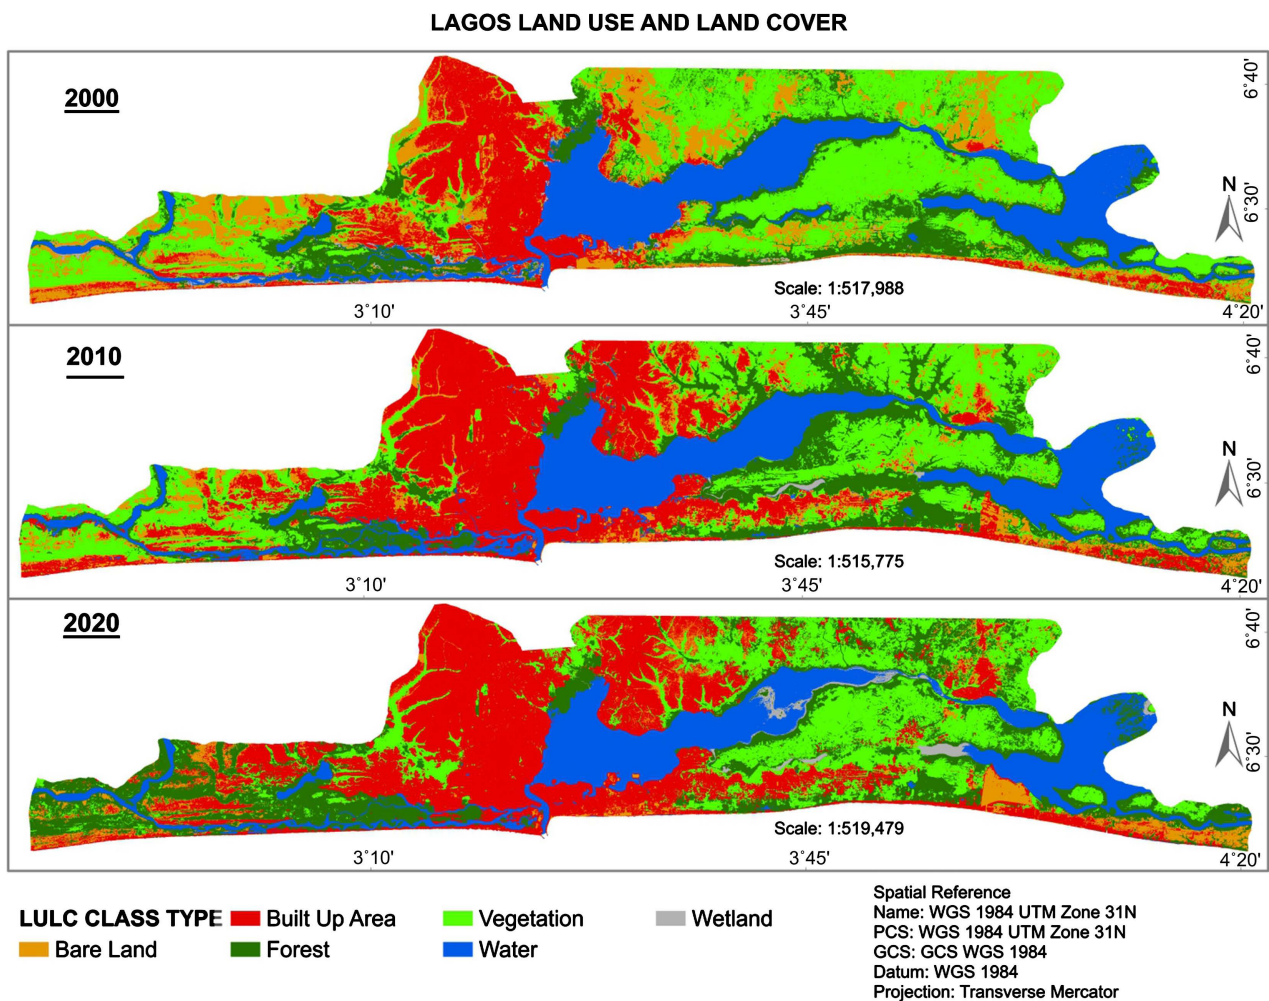 LAGOS LAND USE AND LAND COVER
2000
6°40'
N
6°30'
Scale: 1:517,988
3°10'
3°45'
4°20'
2010
6°40'
N
6°30'
Scale: 1:515,775
3°10'
3°45'
4°20'
2020
6°40'
N
6°30'
Scale: 1:519,479
3°10'
3°45'
4°20'
LULC CLASS TYPE
Built Up Area
Vegetation
Wetland
Bare Land
Forest
Water
Spatial Reference
Name: WGS 1984 UTM Zone 31N
PCS: WGS 1984 UTM Zone 31N
GCS: GCS WGS 1984
Datum: WGS 1984
Projection: Transverse Mercator